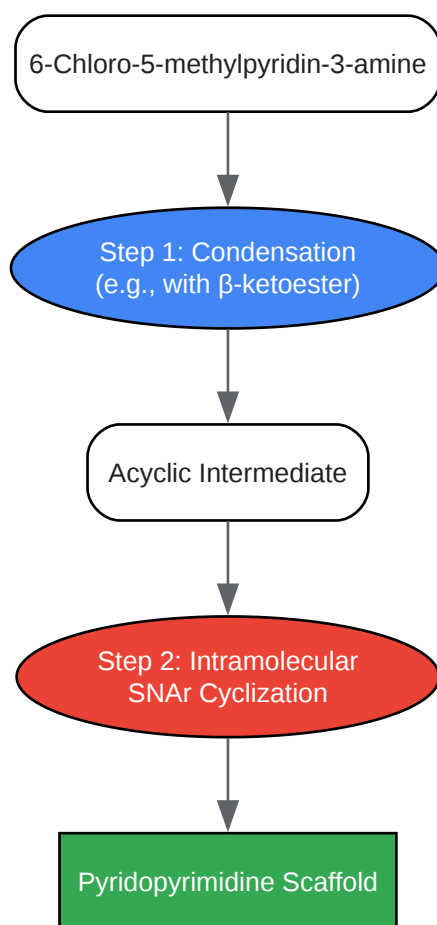 6-Chloro-5-methylpyridin-3-amine
Step 1: Condensation
(e.g., with β-ketoester)
Acyclic Intermediate
Step 2: Intramolecular
SNAr Cyclization
Pyridopyrimidine Scaffold